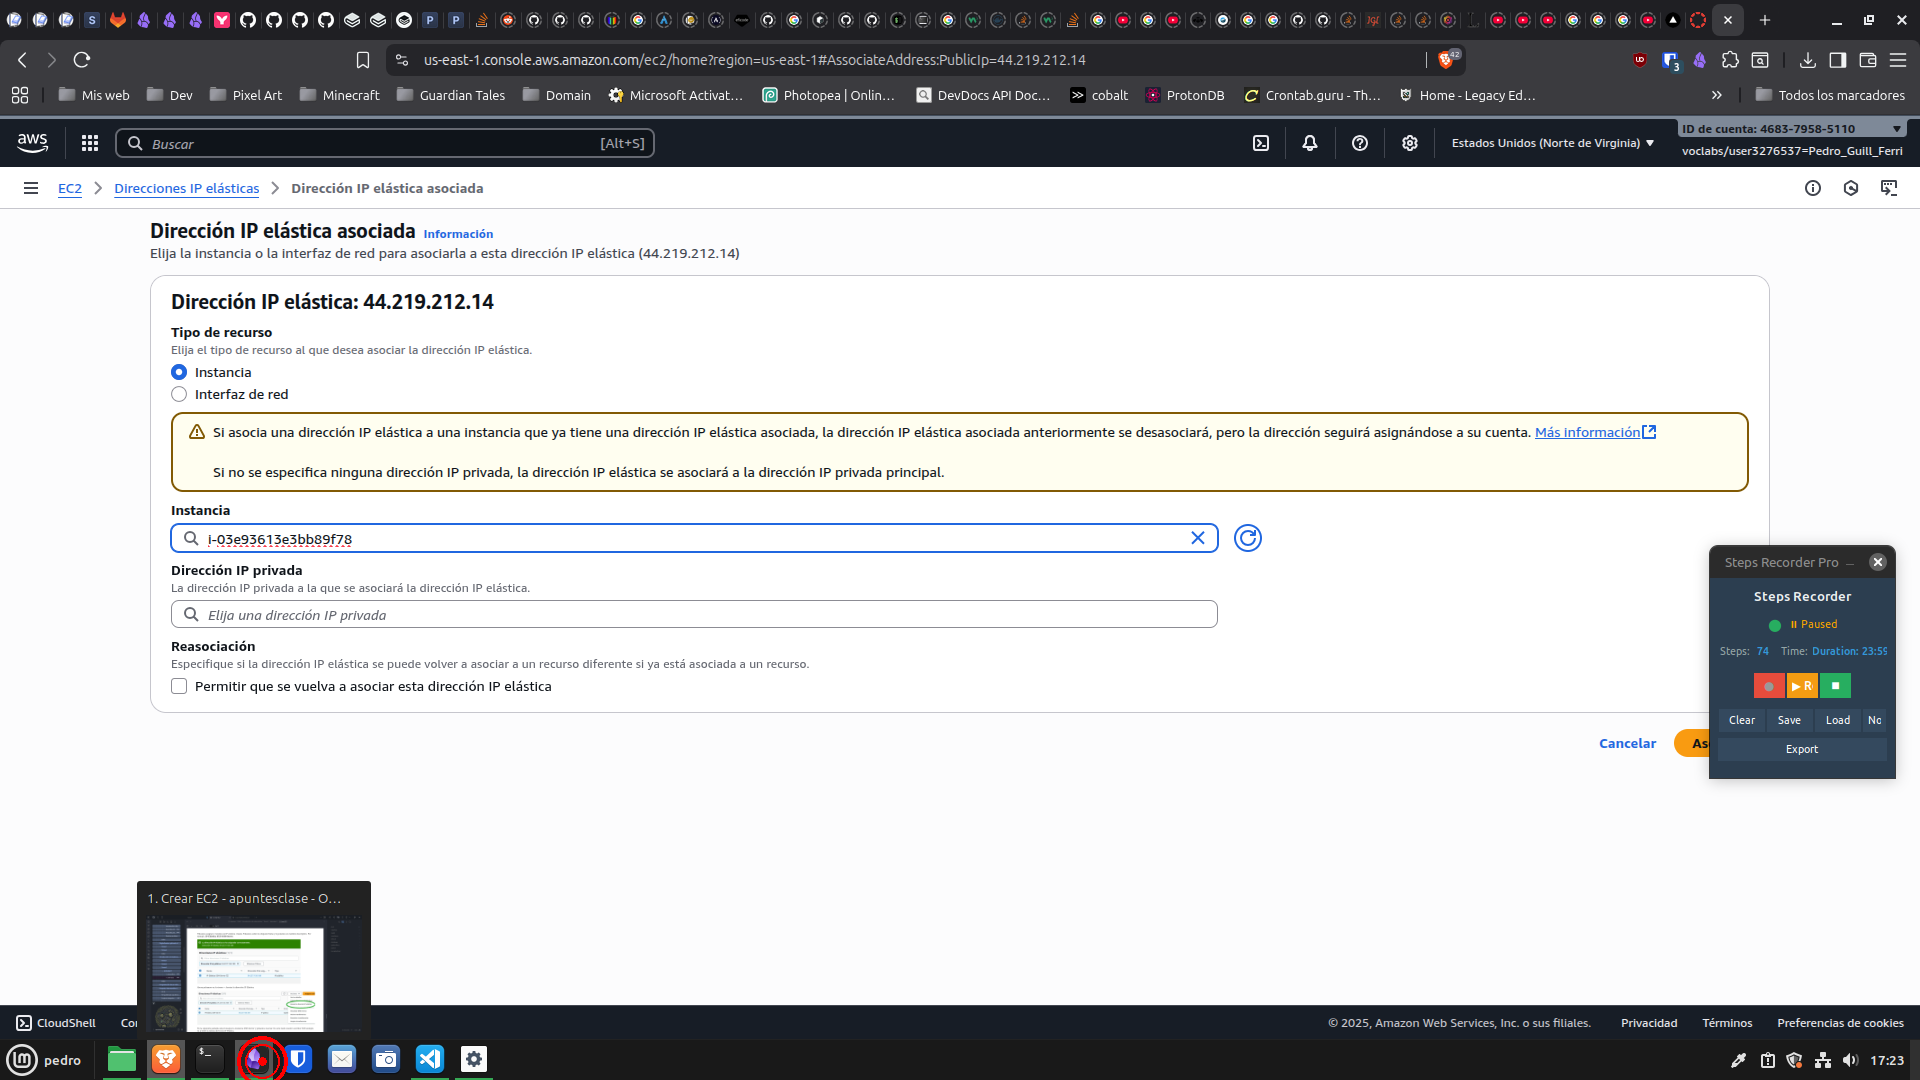 us-east-1.console.aws.amazon.com/ec2/home?region=us-east-1#AssociateAddress:PublicIp=44.219.212.14
42
3
Mis web
Dev
Pixel Art
Minecraft
Guardian Tales
Domain
Microsoft Activat...
Photopea | Onlin...
DevDocs API Doc...
cobalt
ProtonDB
Crontab.guru - Th...
Home - Legacy Ed...
Todos los marcadores
aws
Buscar
[Alt+S]
Estados Unidos (Norte de Virginia)
ID de cuenta: 4683-7958-5110
voclabs/user3276537=Pedro_Guill_Ferri
EC2
Direcciones IP elásticas
Dirección IP elástica asociada
Dirección IP elástica asociada Información
Elija la instancia o la interfaz de red para asociarla a esta dirección IP elástica (44.219.212.14)
Dirección IP elástica: 44.219.212.14
Tipo de recurso
Elija el tipo de recurso al que desea asociar la dirección IP elástica.
Instancia
Interfaz de red
Si asocia una dirección IP elástica a una instancia que ya tiene una dirección IP elástica asociada, la dirección IP elástica asociada anteriormente se desasociará, pero la dirección seguirá asignándose a su cuenta. Más información
Si no se especifica ninguna dirección IP privada, la dirección IP elástica se asociará a la dirección IP privada principal.
Instancia
i-03e93613e3bb89f78
Dirección IP privada
La dirección IP privada a la que se asociará la dirección IP elástica.
Elija una dirección IP privada
Reasociación
Especifique si la dirección IP elástica se puede volver a asociar a un recurso diferente si ya está asociada a un recurso.
Permitir que se vuelva a asociar esta dirección IP elástica
Cancelar
As
Steps Recorder Pro
Steps Recorder
Paused
Steps: 74 Time: Duration: 23:59
R
Clear
Save
Load
No
Export
1. Crear EC2 - apuntesclase - O...
CloudShell
Co
© 2025, Amazon Web Services, Inc. o sus filiales.
Privacidad
Términos
Preferencias de cookies
pedro
17:23